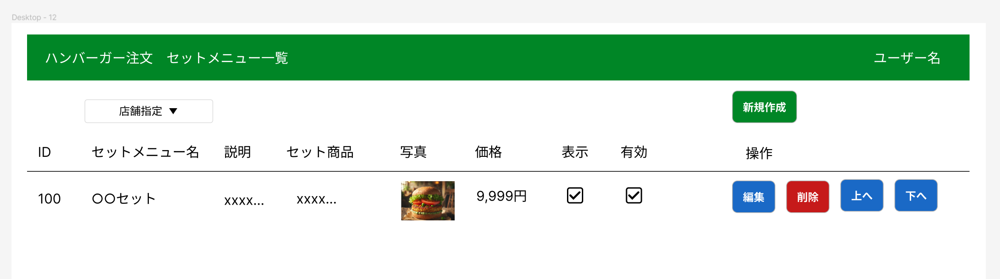 Desktop - 12
ハンバーガー注文　セットメニュー一覧 ユーザー名
店舗指定 ▼ 新規作成
ID セットメニュー名 説明 セット商品 写真 価格 表示 有効 操作
100 〇〇セット xxxx... xxxx... 9,999円 編集 削除 上へ 下へ